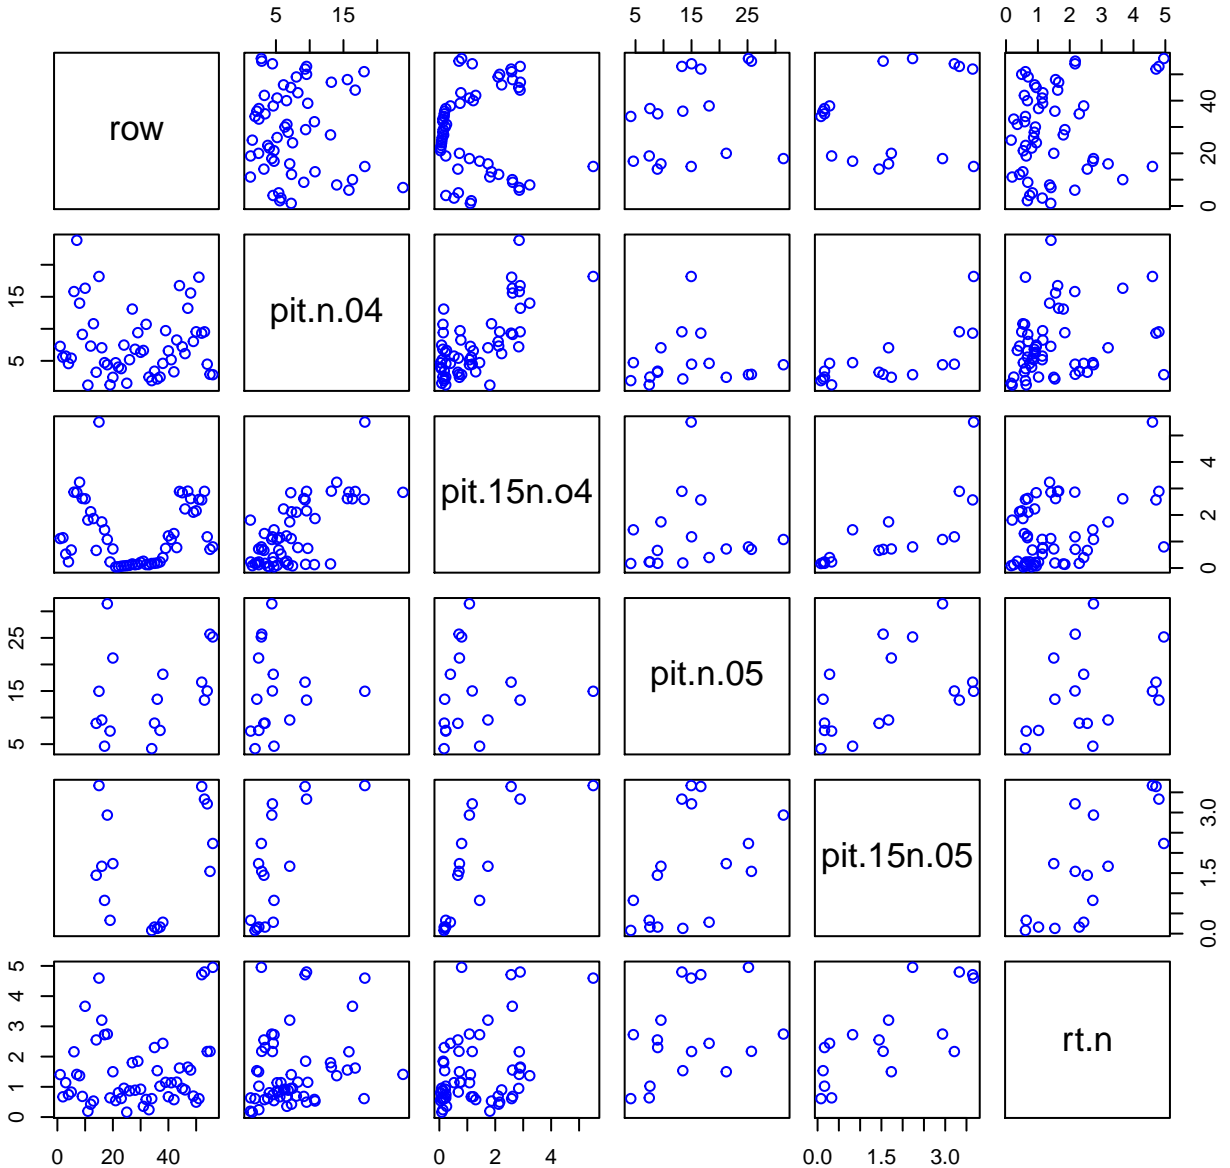 5 15 5 15 25 0 1 2 3 4 5
row 0 20 40
5 15 pit.n.04
pit.15n.o4 0 2 4
5 15 25 pit.n.05
pit.15n.05 0.0 1.5 3.0
0 1 2 3 4 5 rt.n
0 40 0 2 4 0.0 1.5 3.0